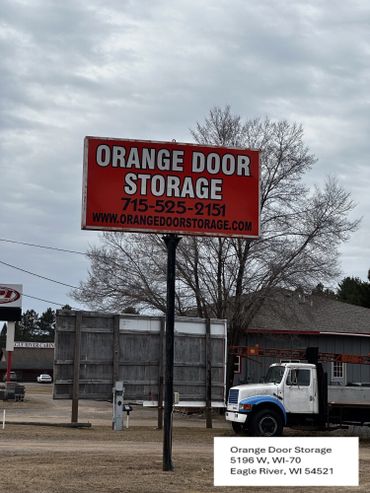 ORANGE DOOR
STORAGE
715-525-2151
WWW.ORANGEDOORSTORAGE.COM
Orange Door Storage
5196 W, WI-70
Eagle River, WI 54521